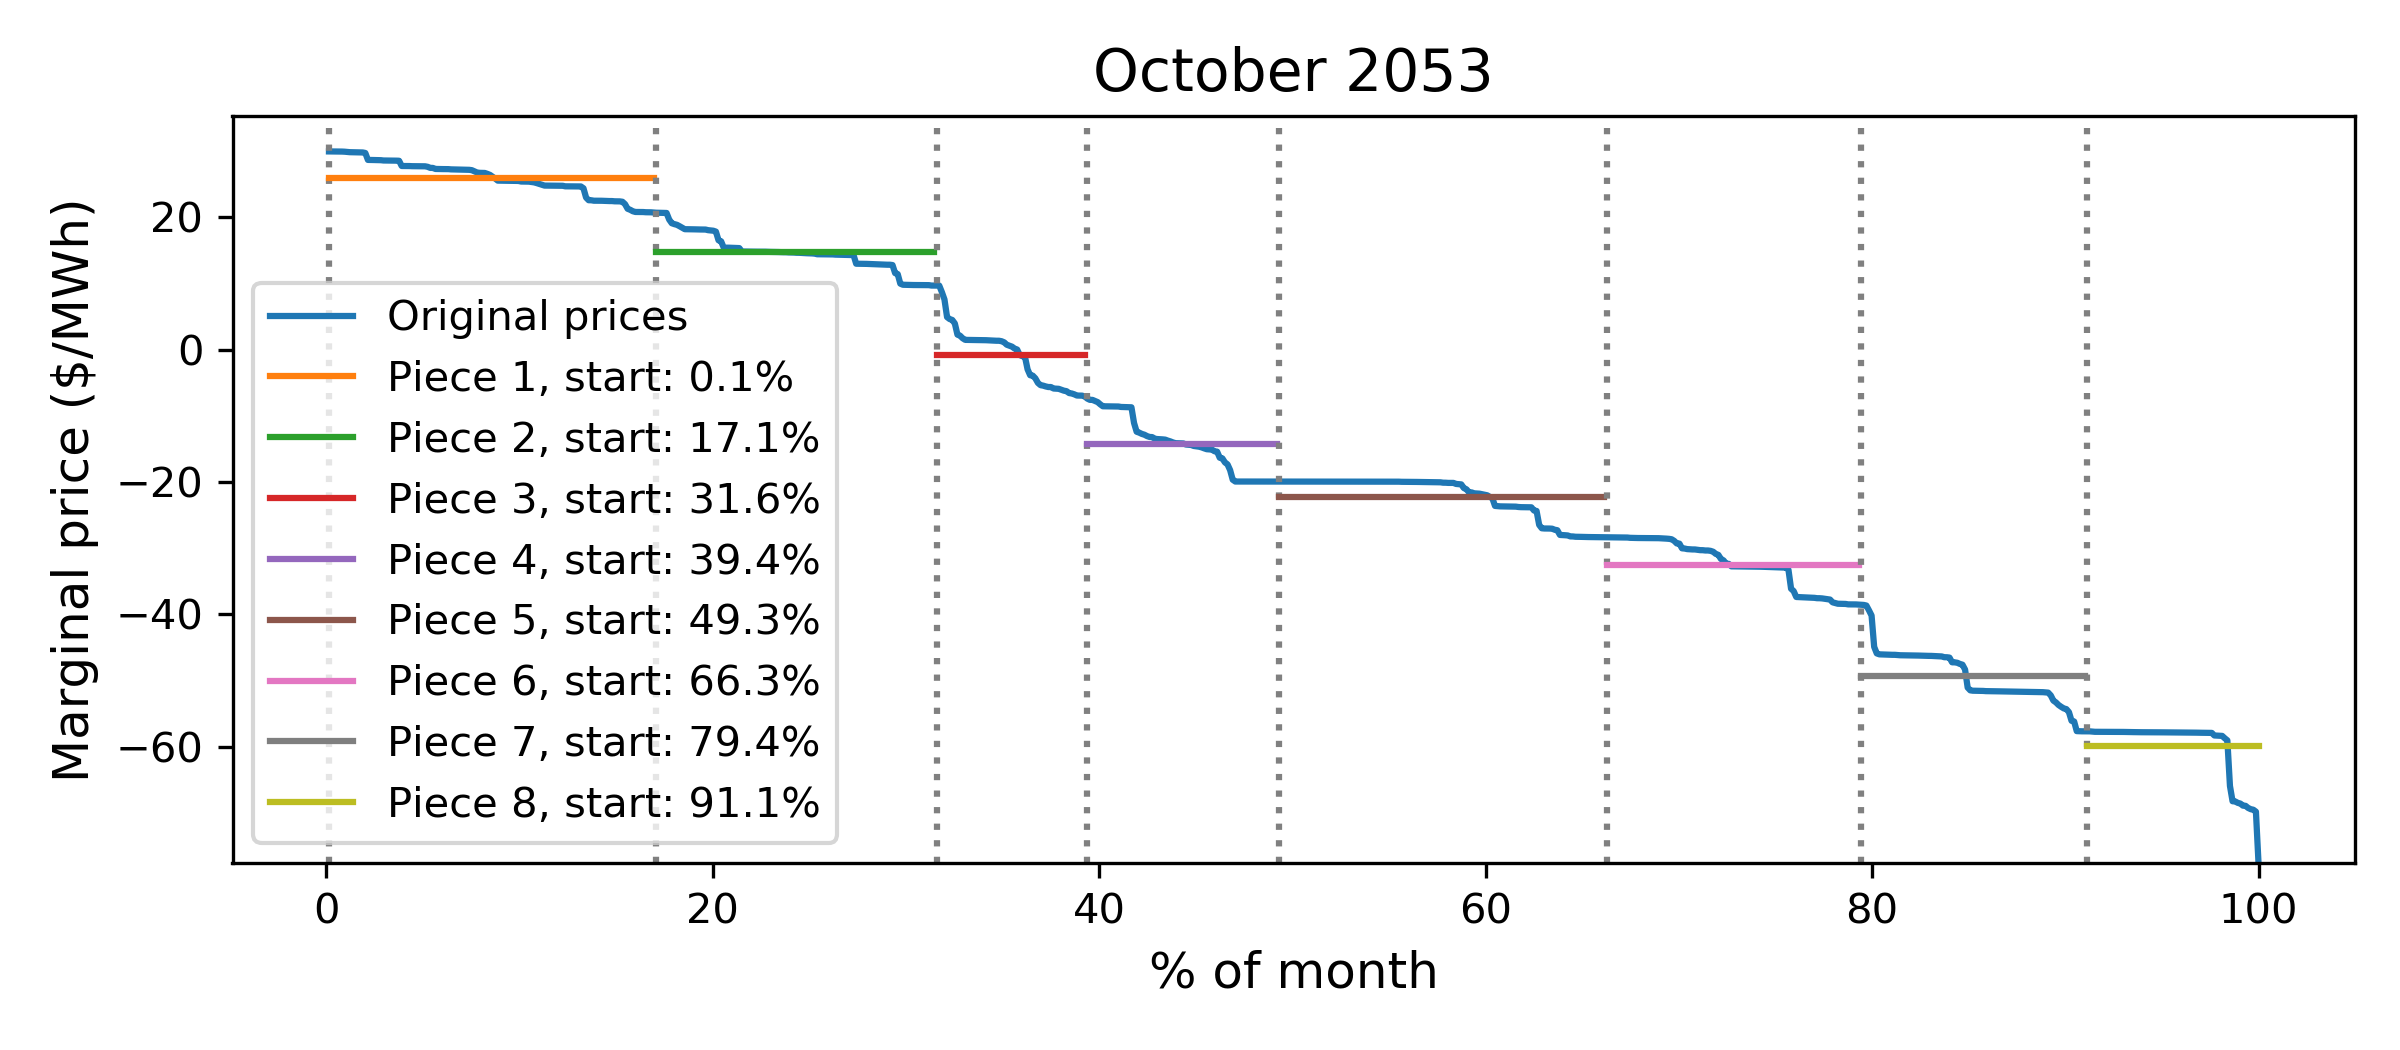 October 2053
Marginal price ($/MWh)
20
0
−20
−40
−60
Original prices
Piece 1, start: 0.1%
Piece 2, start: 17.1%
Piece 3, start: 31.6%
Piece 4, start: 39.4%
Piece 5, start: 49.3%
Piece 6, start: 66.3%
Piece 7, start: 79.4%
Piece 8, start: 91.1%
0 20 40 60 80 100
% of month